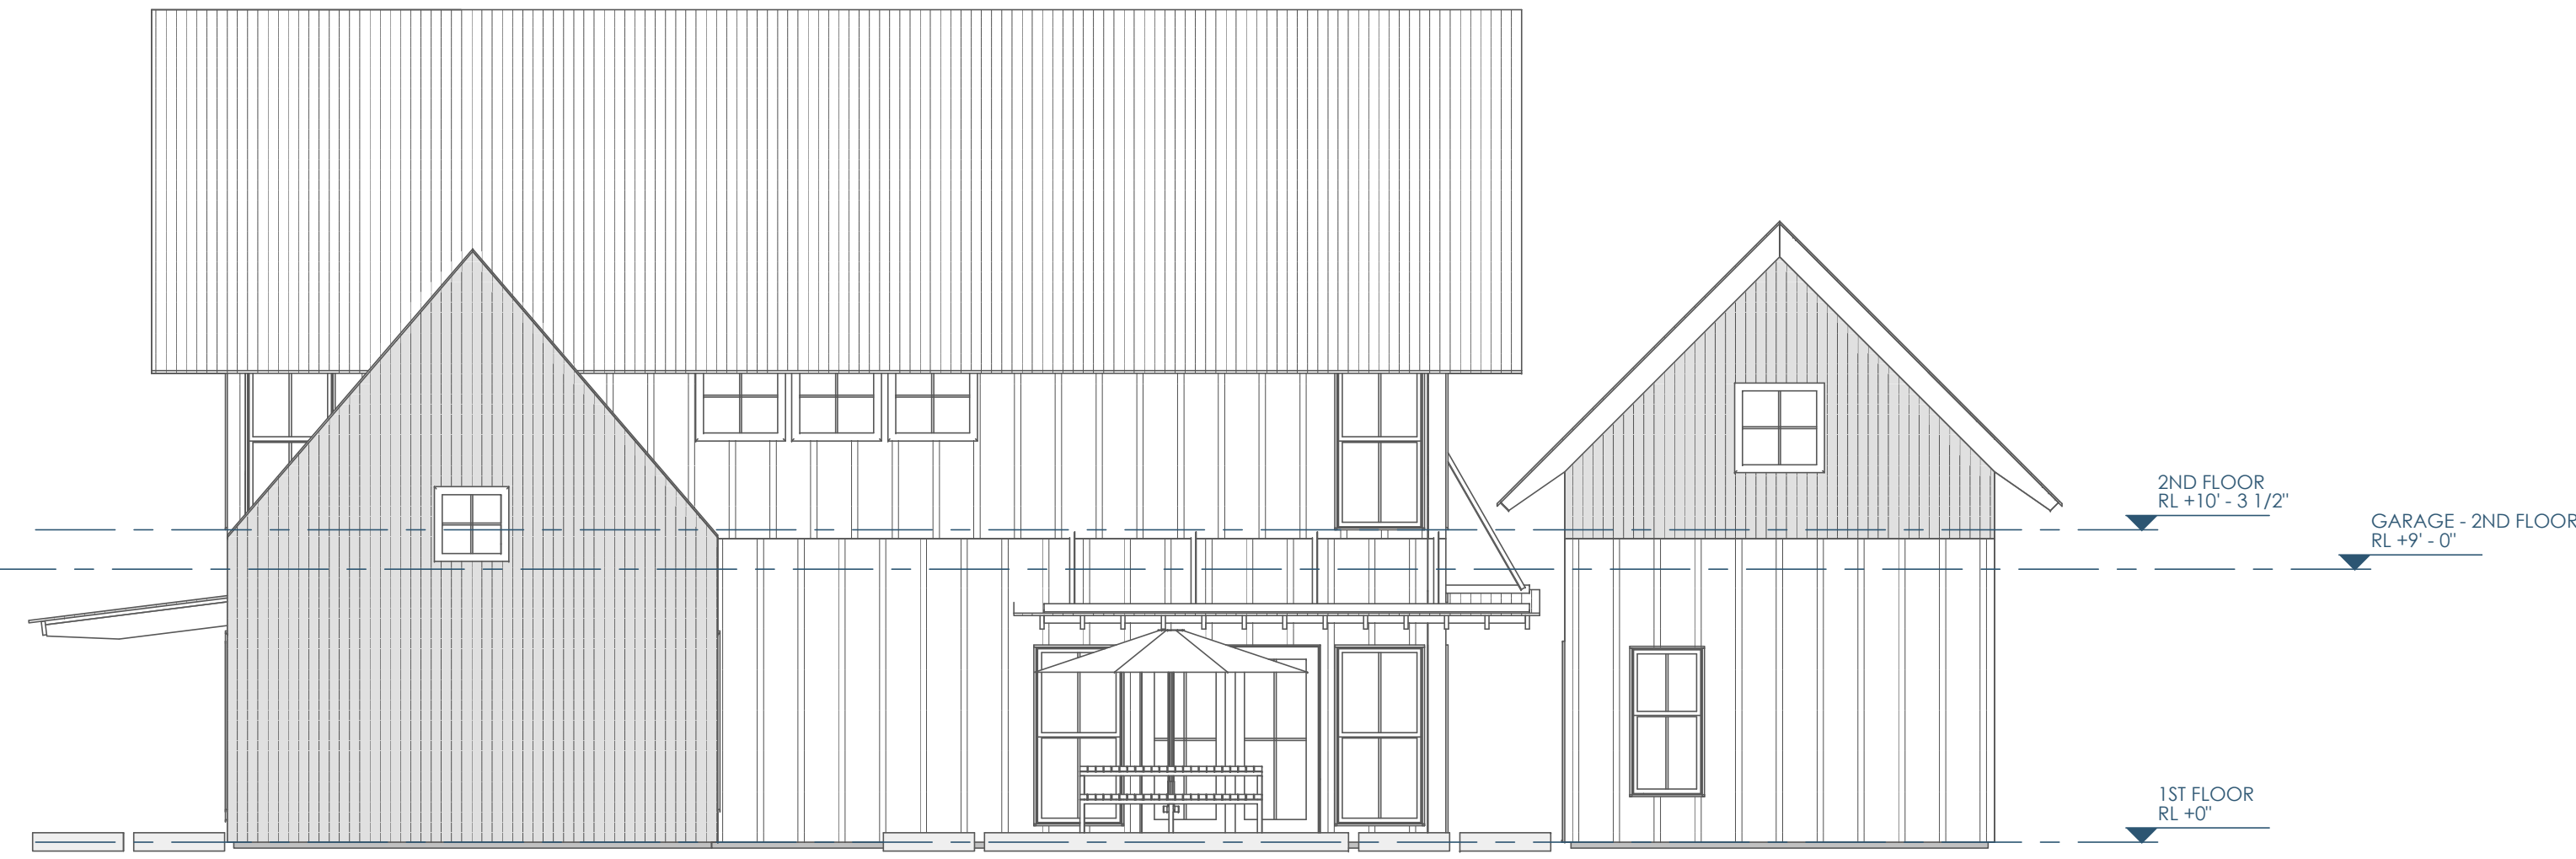 2ND FLOOR
RL +10' - 3 1/2"
GARAGE - 2ND FLOOR
RL +9' - 0"
1ST FLOOR
RL +0"